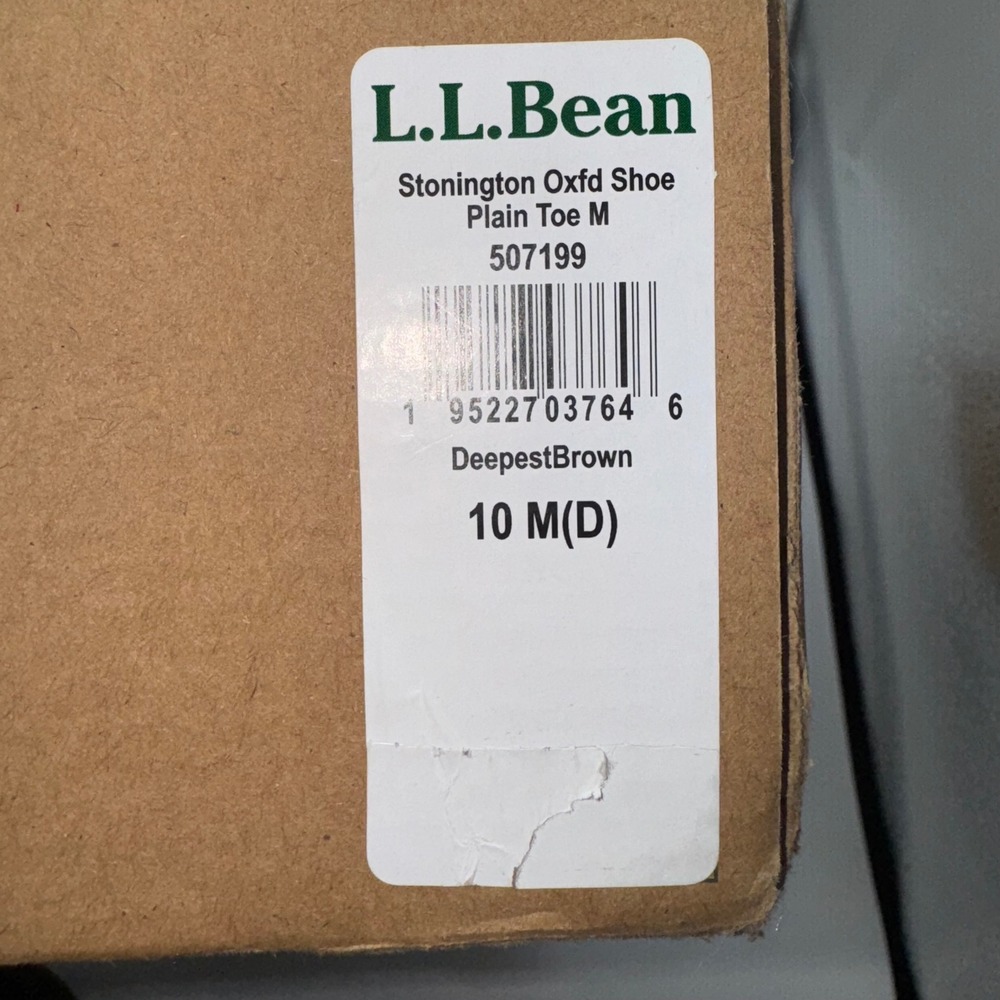 L.L.Bean
Stonington Oxfd Shoe
Plain Toe M
507199
1 95227 03764 6
DeepestBrown
10 M(D)